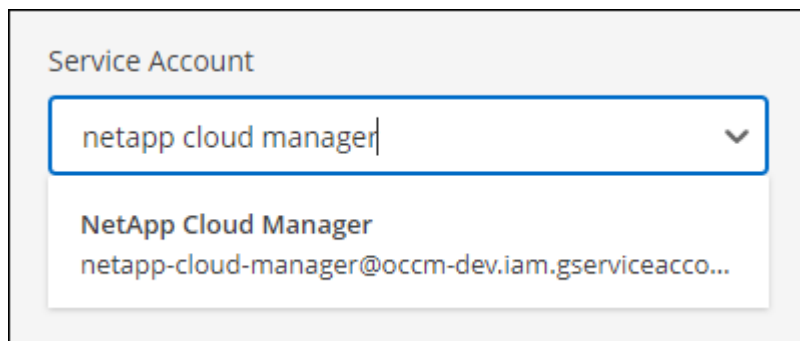 Service Account
netapp cloud manager
NetApp Cloud Manager
netapp-cloud-manager@occm-dev.iam.gserviceacco...